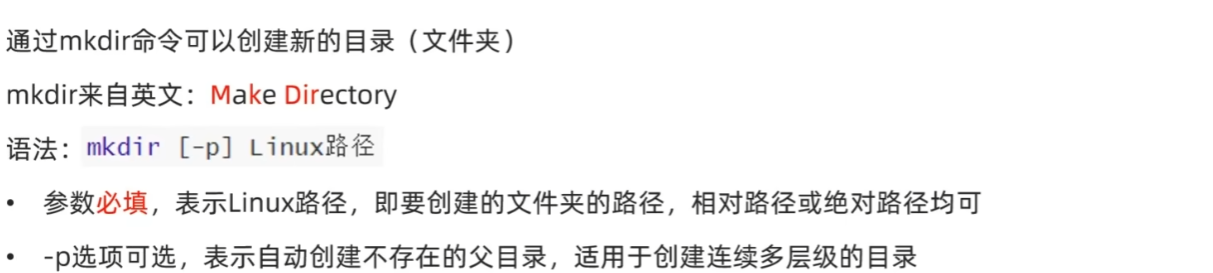 通过mkdir命令可以创建新的目录（文件夹）
mkdir来自英文：Make Directory
语法：mkdir [-p] Linux路径
• 参数必填，表示Linux路径，即要创建的文件夹的路径，相对路径或绝对路径均可
• -p选项可选，表示自动创建不存在的父目录，适用于创建连续多层级的目录